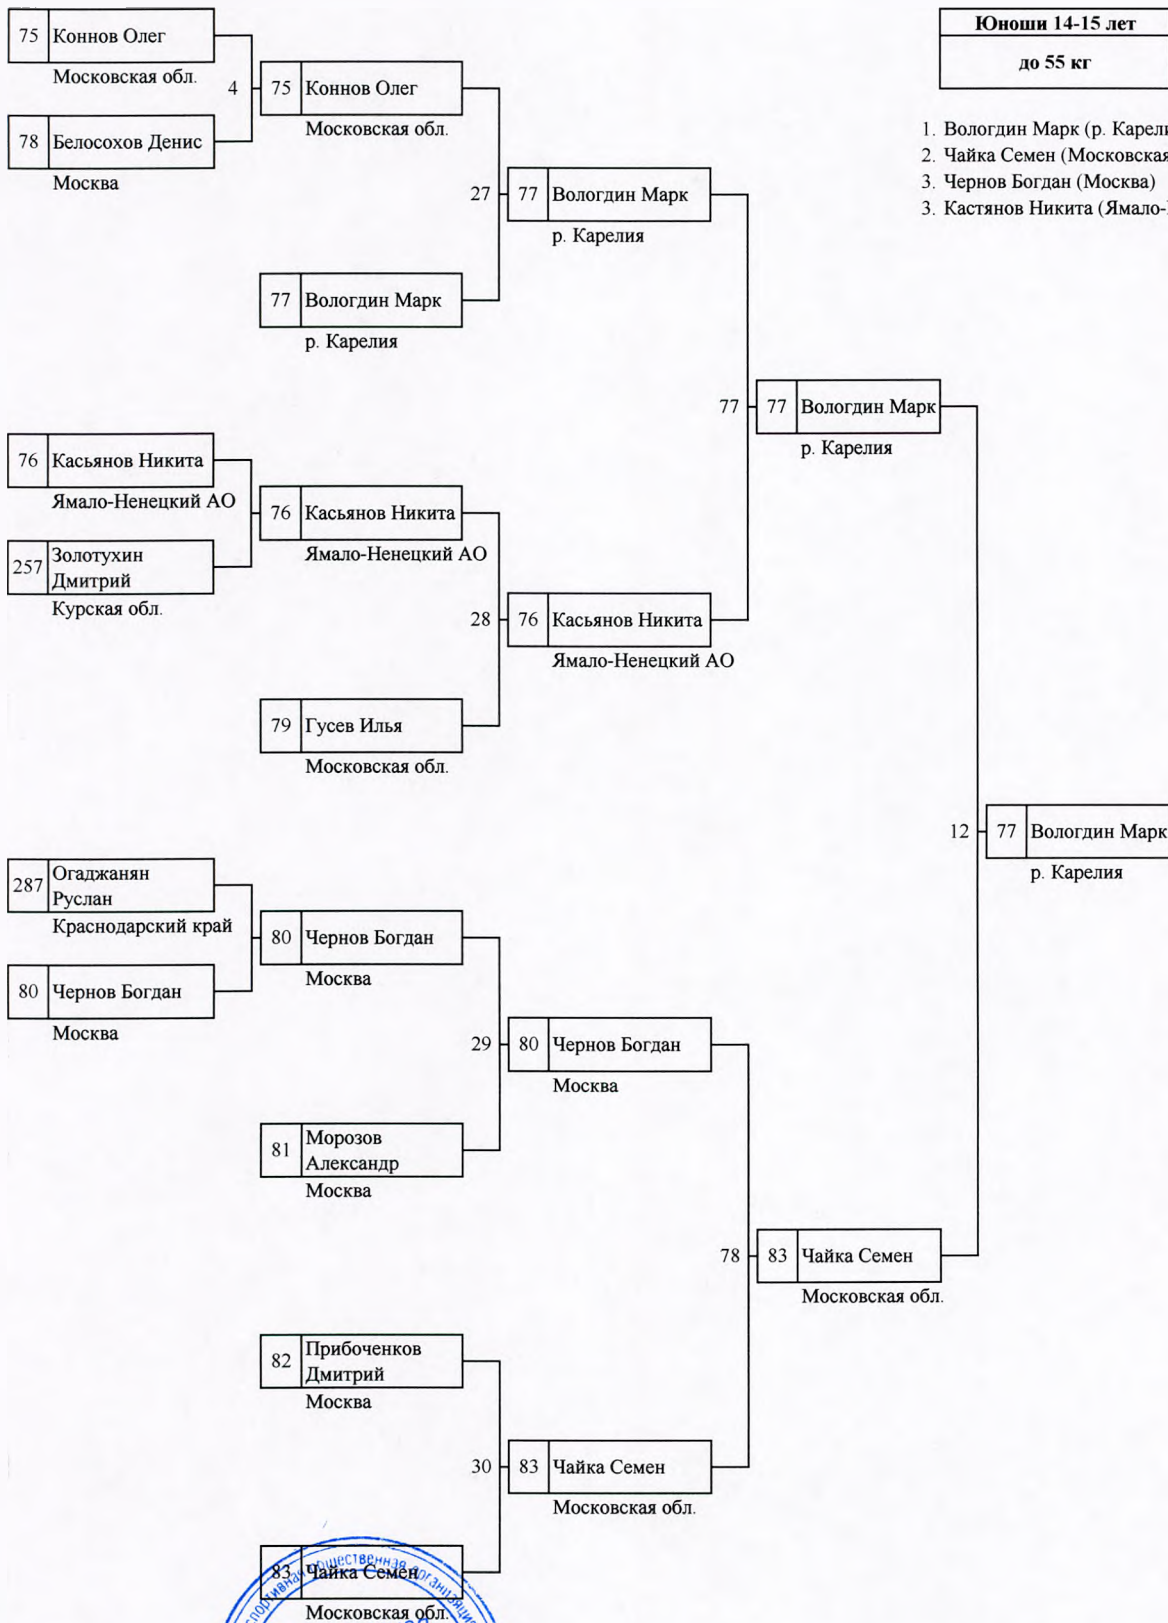 Юноши 14-15 лет
до 55 кг
1. Вологдин Марк (р. Карели
2. Чайка Семен (Московская
3. Чернов Богдан (Москва)
3. Кастянов Никита (Ямало-
75 Коннов Олег
Московская обл.
4
78 Белосохов Денис
Москва
75 Коннов Олег
Московская обл.
27
77 Вологдин Марк
р. Карелия
77 Вологдин Марк
р. Карелия
76 Касьянов Никита
Ямало-Ненецкий АО
257 Золотухин
Дмитрий
Курская обл.
76 Касьянов Никита
Ямало-Ненецкий АО
28
79 Гусев Илья
Московская обл.
76 Касьянов Никита
Ямало-Ненецкий АО
77
77 Вологдин Марк
р. Карелия
287 Огаджанян
Руслан
Краснодарский край
80 Чернов Богдан
Москва
80 Чернов Богдан
Москва
29
81 Морозов
Александр
Москва
80 Чернов Богдан
Москва
78
82 Прибоченков
Дмитрий
Москва
30
83 Чайка Семен
Московская обл.
83 Чайка Семен
Московская обл.
83 Чайка Семен
Московская обл.
12
77 Вологдин Марк
р. Карелия
спортивная общественная организация